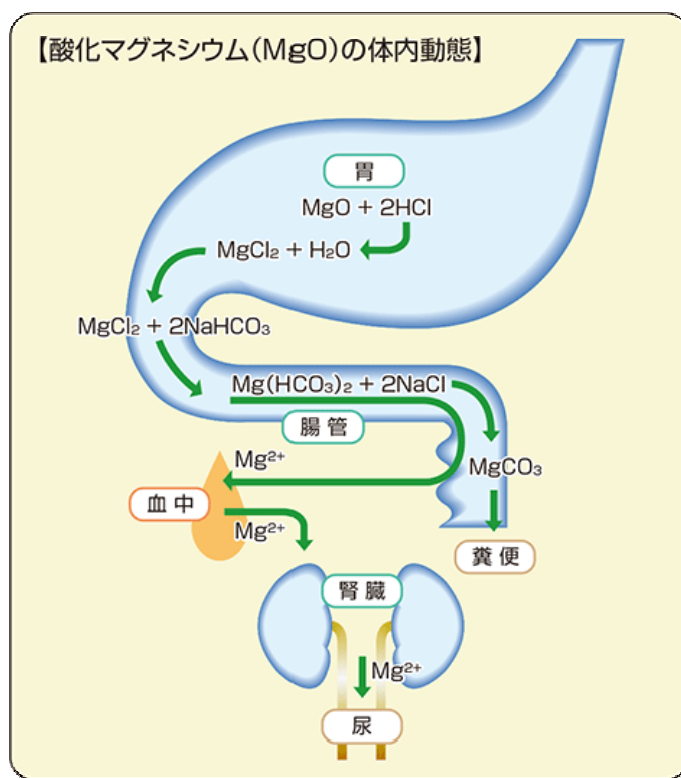 【酸化マグネシウム(MgO)の体内動態】
胃
MgO + 2HCl
MgCl₂ + H₂O
MgCl₂ + 2NaHCO₃
Mg(HCO₃)₂ + 2NaCl
腸管
Mg²⁺
MgCO₃
血中
Mg²⁺
糞便
腎臓
Mg²⁺
尿